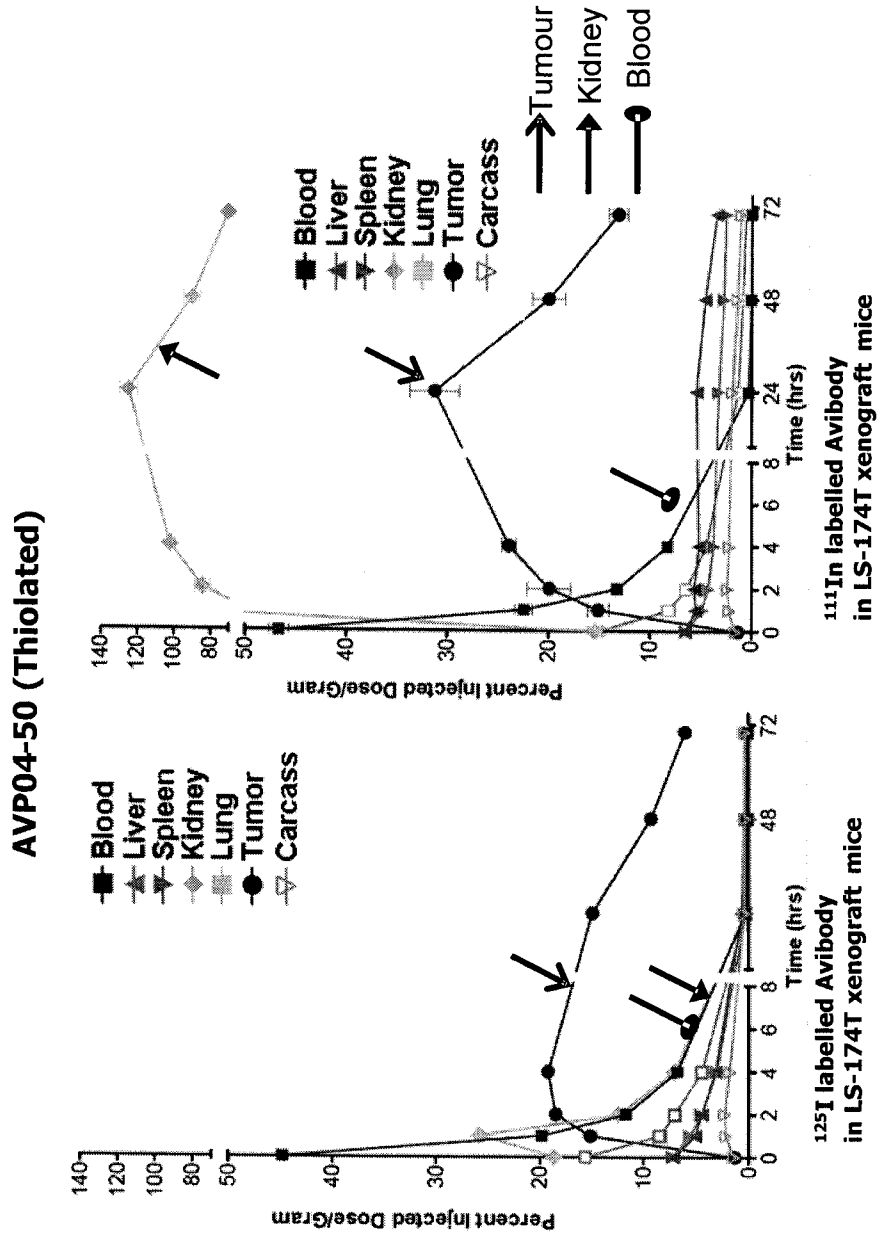 AVP04-50 (Thiolated)
Percent Injected Dose/Gram
140
120
100
80
50
40
30
20
10
0
0
2
4
6
8
48
72
Time (hrs)
Blood
Liver
Spleen
Kidney
Lung
Tumor
Carcass
¹²⁵I labelled Avibody
in LS-174T xenograft mice
Percent Injected Dose/Gram
140
120
100
80
50
40
30
20
10
0
0
2
4
6
8
24
48
72
Time (hrs)
Blood
Liver
Spleen
Kidney
Lung
Tumor
Carcass
Tumour
Kidney
Blood
¹¹¹In labelled Avibody
in LS-174T xenograft mice